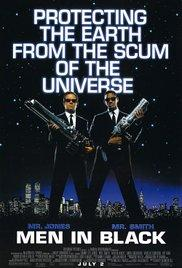 PROTECTING
THE EARTH
FROM THE SCUM
OF THE
UNIVERSE
MR. JONES
MR. SMITH
MEN IN BLACK
JULY 2